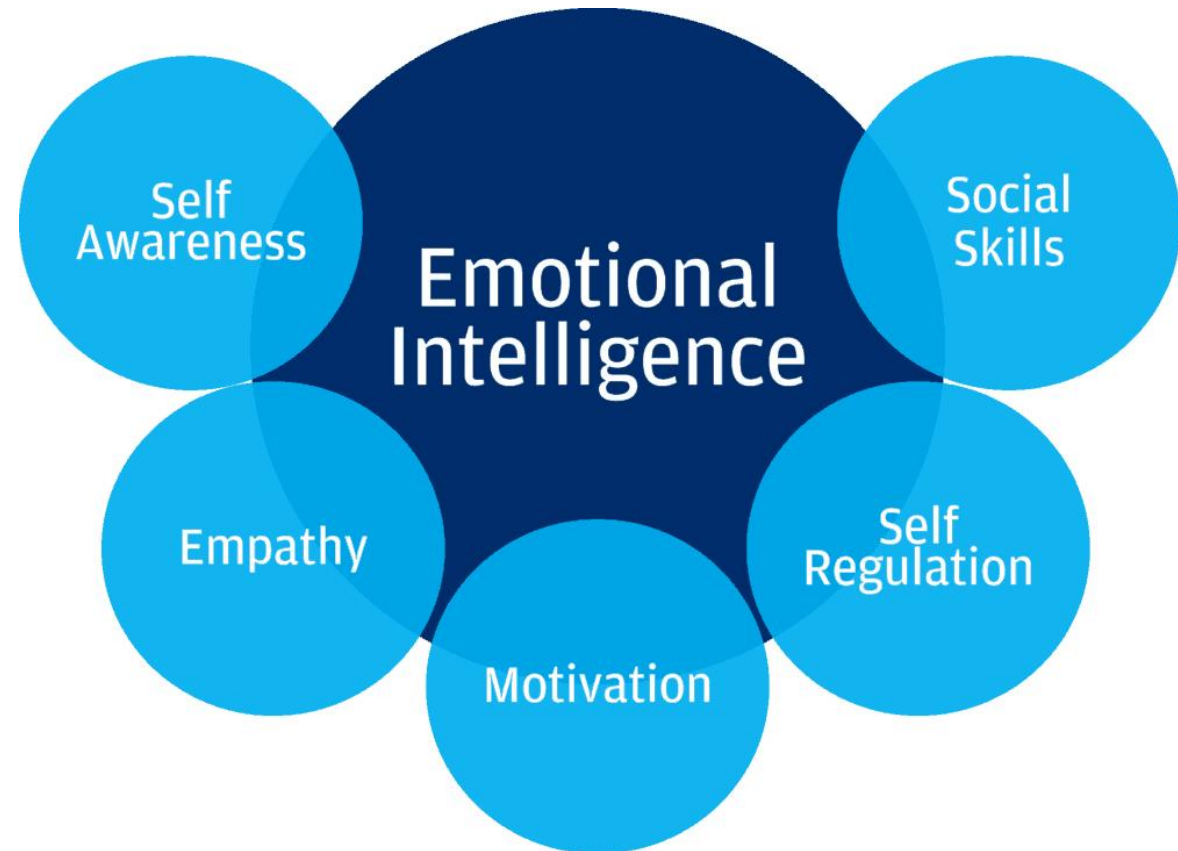 Self
Awareness
Emotional
Intelligence
Social
Skills
Empathy
Motivation
Self
Regulation